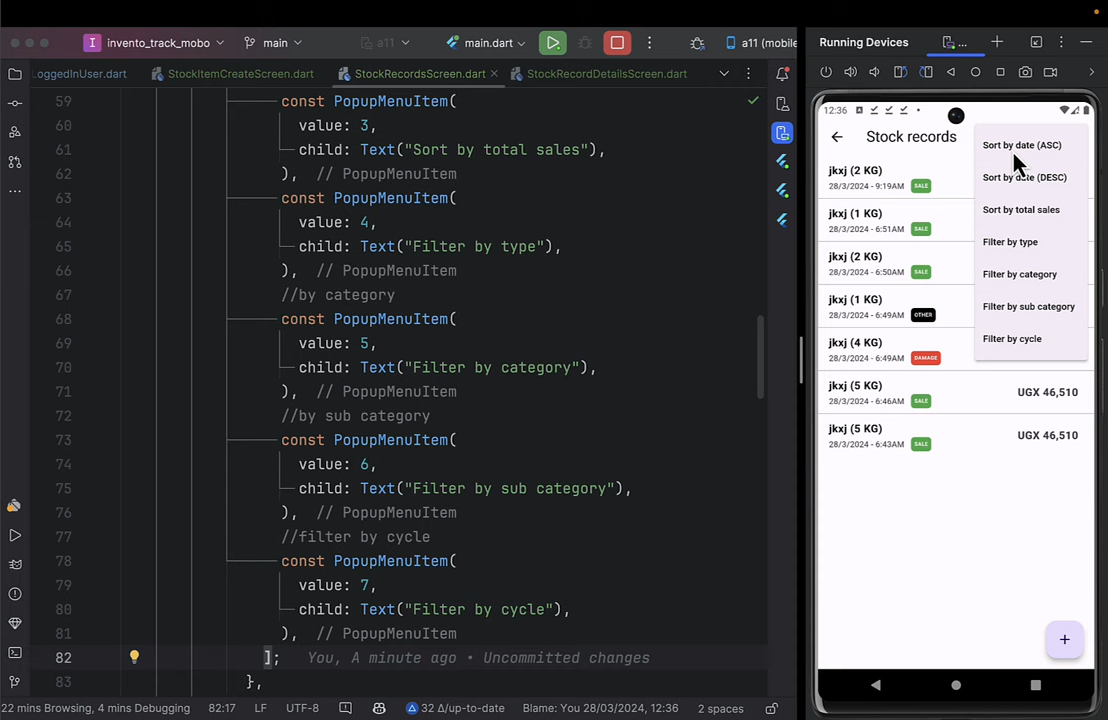 I invento_track_mobo main a11 main.dart a11 (mobile
Running Devices ...
LoggedInUser.dart StockItemCreateScreen.dart StockRecordsScreen.dart StockRecordDetailsScreen.dart
59 const PopupMenuItem(
60 value: 3,
61 child: Text("Sort by total sales"),
62 ), // PopupMenuItem
63 const PopupMenuItem(
64 value: 4,
65 child: Text("Filter by type"),
66 ), // PopupMenuItem
67 //by category
68 const PopupMenuItem(
69 value: 5,
70 child: Text("Filter by category"),
71 ), // PopupMenuItem
72 //by sub category
73 const PopupMenuItem(
74 value: 6,
75 child: Text("Filter by sub category"),
76 ), // PopupMenuItem
77 //filter by cycle
78 const PopupMenuItem(
79 value: 7,
80 child: Text("Filter by cycle"),
81 ), // PopupMenuItem
82 ]; You, A minute ago • Uncommitted changes
83 },
12:36
Stock records
Sort by date (ASC)
Sort by date (DESC)
Sort by total sales
Filter by type
Filter by category
Filter by sub category
Filter by cycle
jkxj (2 KG)
28/3/2024 - 9:19AM SALE
jkxj (1 KG)
28/3/2024 - 6:51AM SALE
jkxj (2 KG)
28/3/2024 - 6:50AM SALE
jkxj (1 KG)
28/3/2024 - 6:49AM OTHER
jkxj (4 KG)
28/3/2024 - 6:49AM DAMAGE
jkxj (5 KG)
28/3/2024 - 6:46AM SALE
UGX 46,510
jkxj (5 KG)
28/3/2024 - 6:43AM SALE
UGX 46,510
+
22 mins Browsing, 4 mins Debugging 82:17 LF UTF-8 32 Δ/up-to-date Blame: You 28/03/2024, 12:36 2 spaces